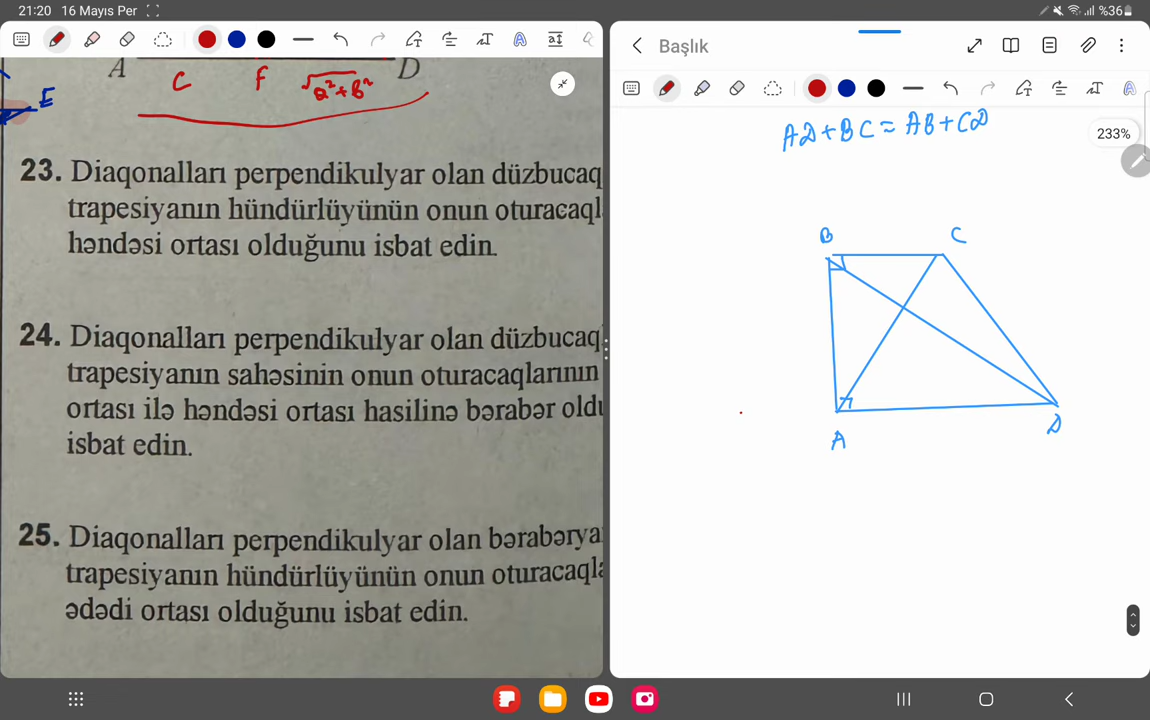 21:20 16 Mayıs Per %36
A D
C F √a²+b²
E
23. Diaqonalları perpendikulyar olan düzbucaq
trapesiyanın hündürlüyünün onun oturacaql
həndəsi ortası olduğunu isbat edin.
24. Diaqonalları perpendikulyar olan düzbucaq
trapesiyanın sahəsinin onun oturacaqlarının
ortası ilə həndəsi ortası hasilinə bərabər old
isbat edin.
25. Diaqonalları perpendikulyar olan bərabərya
trapesiyanın hündürlüyünün onun oturacaqla
ədədi ortası olduğunu isbat edin.
Başlık
AD+BC=AB+CD
233%
B C
A D